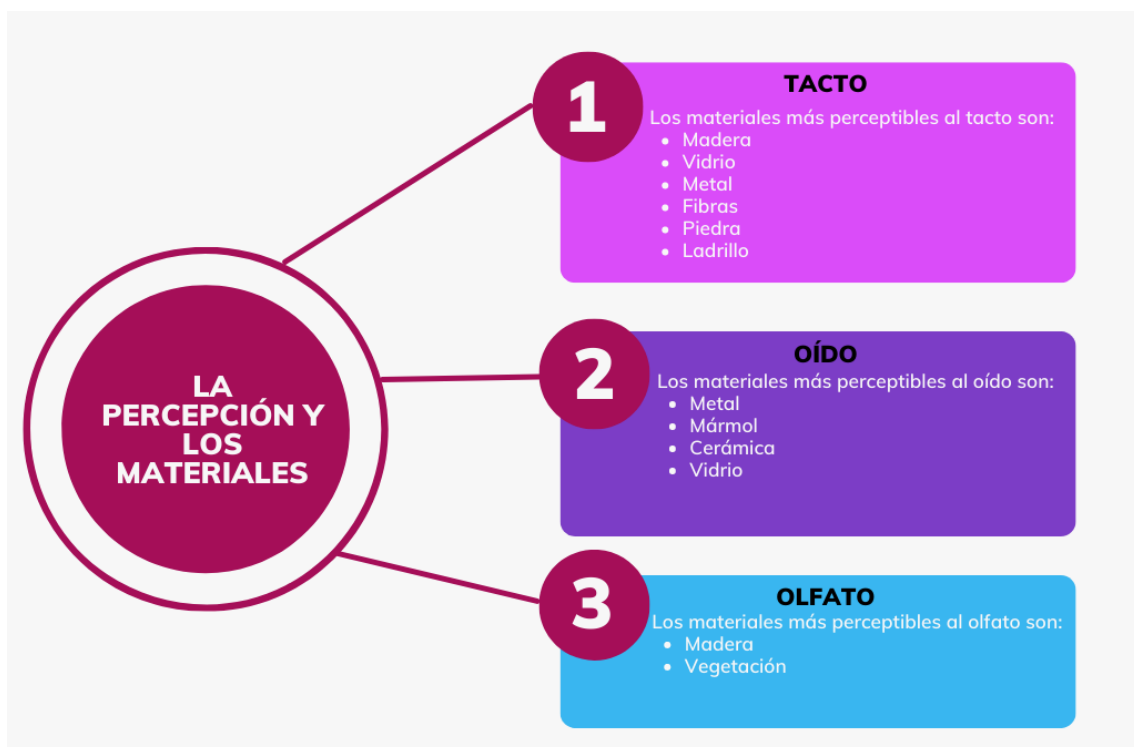 LA
PERCEPCIÓN Y
LOS
MATERIALES
1
TACTO
Los materiales más perceptibles al tacto son:
• Madera
• Vidrio
• Metal
• Fibras
• Piedra
• Ladrillo
2
OÍDO
Los materiales más perceptibles al oído son:
• Metal
• Mármol
• Cerámica
• Vidrio
3
OLFATO
Los materiales más perceptibles al olfato son:
• Madera
• Vegetación